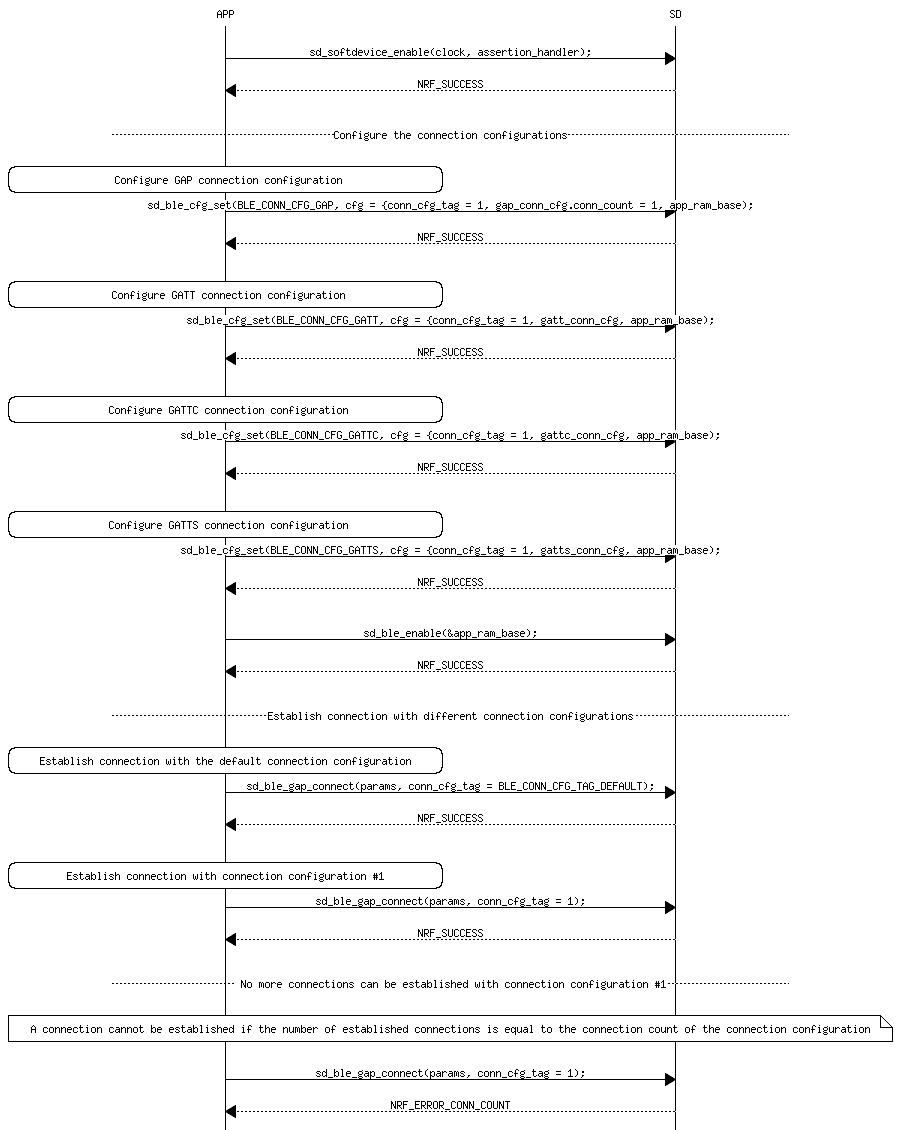 APP SD
sd_softdevice_enable(clock, assertion_handler);
NRF_SUCCESS
Configure the connection configurations
Configure GAP connection configuration
sd_ble_cfg_set(BLE_CONN_CFG_GAP, cfg = {conn_cfg_tag = 1, gap_conn_cfg.conn_count = 1, app_ram_base);
NRF_SUCCESS
Configure GATT connection configuration
sd_ble_cfg_set(BLE_CONN_CFG_GATT, cfg = {conn_cfg_tag = 1, gatt_conn_cfg, app_ram_base);
NRF_SUCCESS
Configure GATTC connection configuration
sd_ble_cfg_set(BLE_CONN_CFG_GATTC, cfg = {conn_cfg_tag = 1, gattc_conn_cfg, app_ram_base);
NRF_SUCCESS
Configure GATTS connection configuration
sd_ble_cfg_set(BLE_CONN_CFG_GATTS, cfg = {conn_cfg_tag = 1, gatts_conn_cfg, app_ram_base);
NRF_SUCCESS
sd_ble_enable(&app_ram_base);
NRF_SUCCESS
Establish connection with different connection configurations
Establish connection with the default connection configuration
sd_ble_gap_connect(params, conn_cfg_tag = BLE_CONN_CFG_TAG_DEFAULT);
NRF_SUCCESS
Establish connection with connection configuration #1
sd_ble_gap_connect(params, conn_cfg_tag = 1);
NRF_SUCCESS
No more connections can be established with connection configuration #1
A connection cannot be established if the number of established connections is equal to the connection count of the connection configuration
sd_ble_gap_connect(params, conn_cfg_tag = 1);
NRF_ERROR_CONN_COUNT